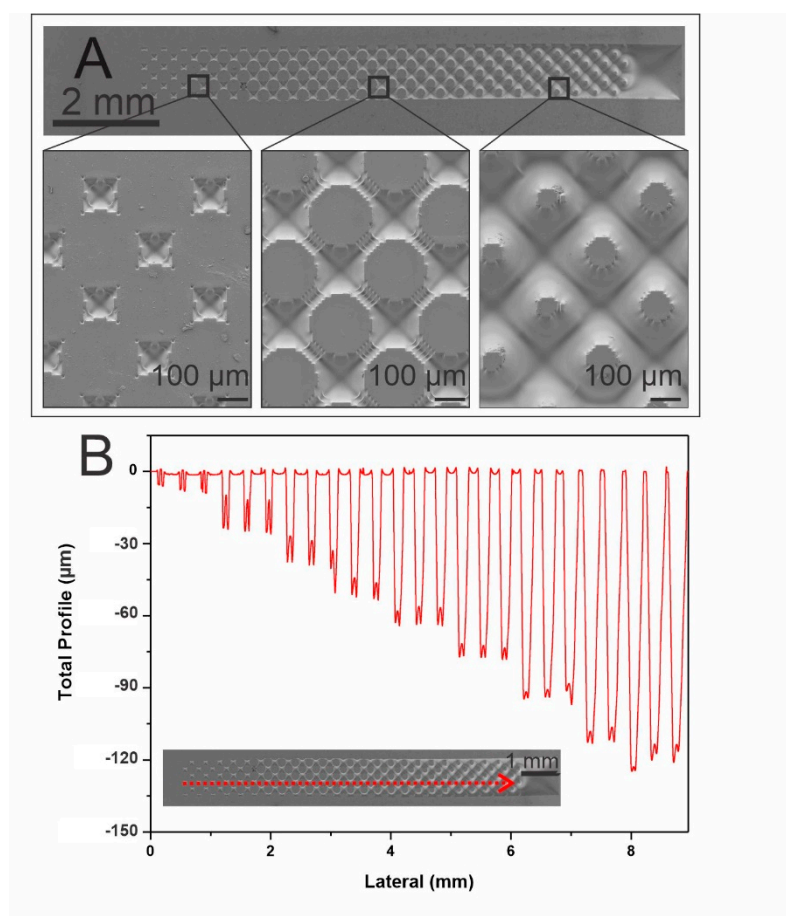 A
2 mm
100 µm
100 µm
100 µm
B
0
-30
-60
-90
-120
-150
Total Profile (µm)
1 mm
0 2 4 6 8
Lateral (mm)